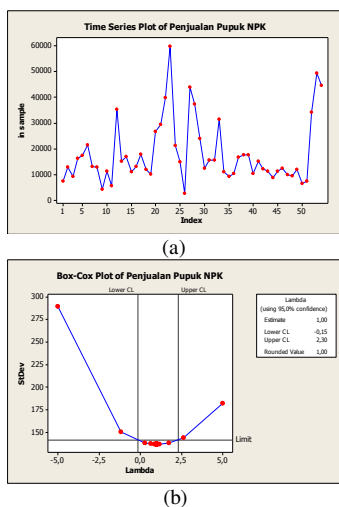 Time Series Plot of Penjualan Pupuk NPK
in sample
60000
50000
40000
30000
20000
10000
0
1 5 10 15 20 25 30 35 40 45 50
Index
(a)
Box-Cox Plot of Penjualan Pupuk NPK
Lower CL Upper CL
StDev
300
275
250
225
200
175
150
Limit
-5,0 -2,5 0,0 2,5 5,0
Lambda
Lambda
(using 95,0% confidence)
Estimate 1,00
Lower CL -0,15
Upper CL 2,30
Rounded Value 1,00
(b)